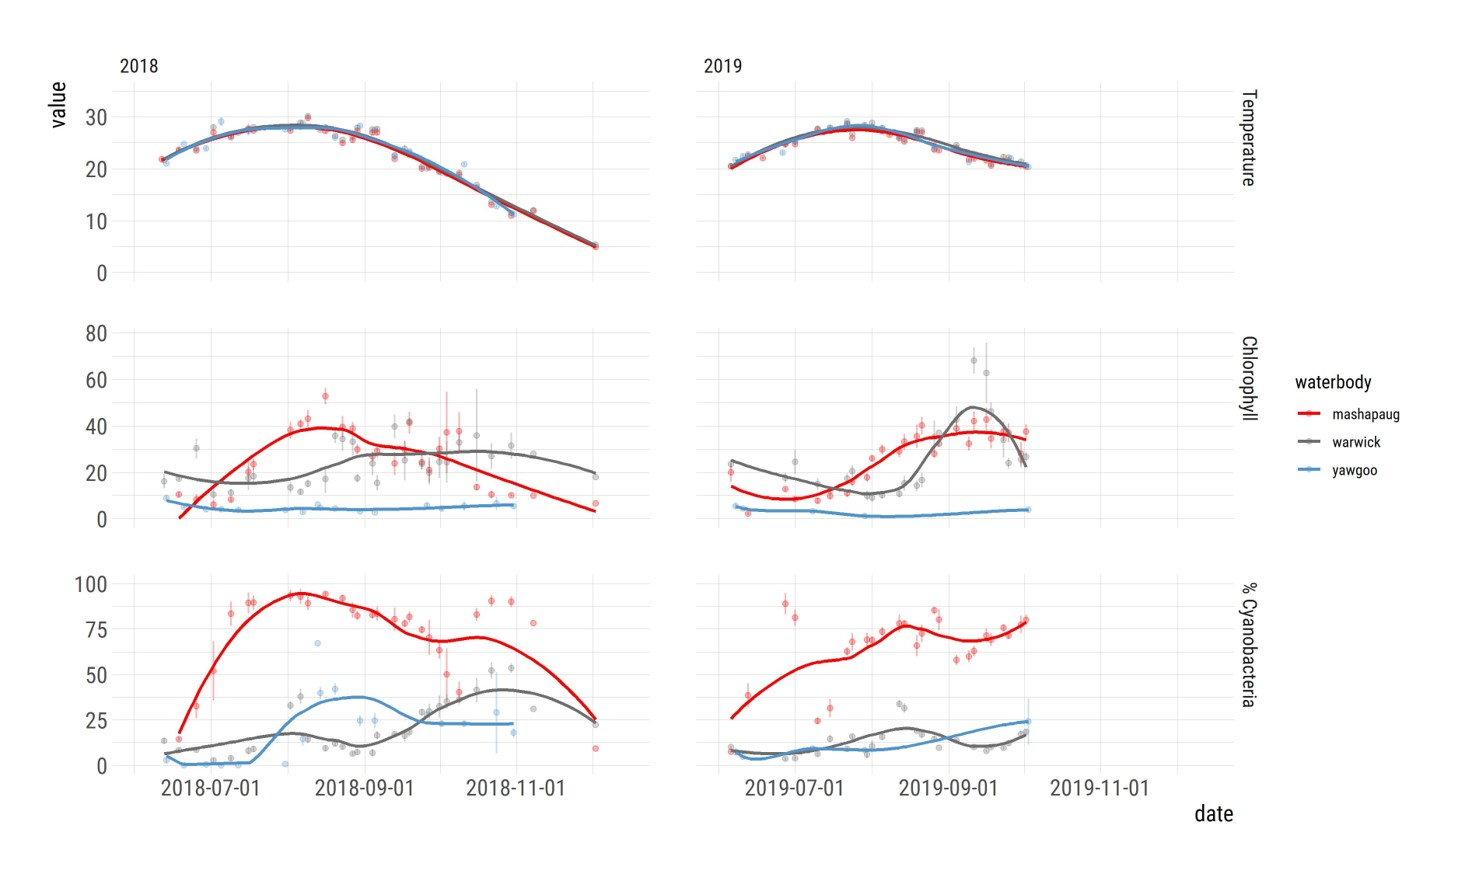 2018
2019
value
30
20
10
0
Temperature
80
60
40
20
0
Chlorophyll
100
75
50
25
0
% Cyanobacteria
2018-07-01
2018-09-01
2018-11-01
2019-07-01
2019-09-01
2019-11-01
date
waterbody
mashapaug
warwick
yawgoo